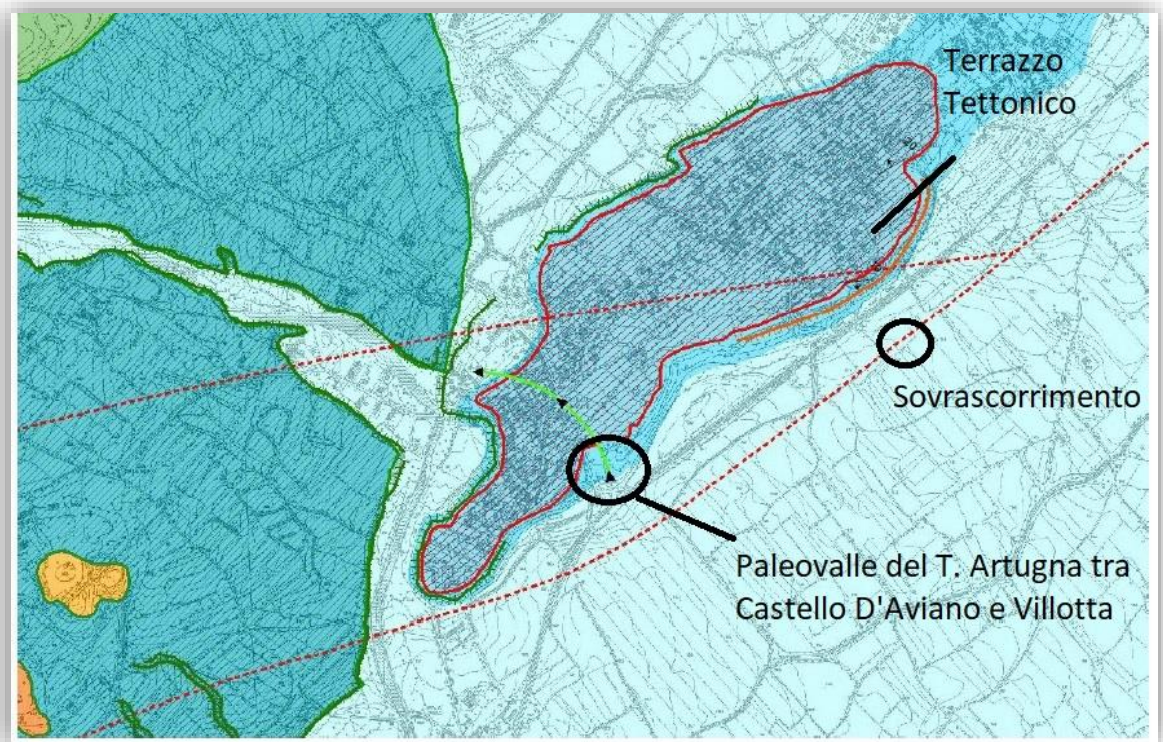 Terrazzo
Tettonico
Sovrascorrimento
Paleovalle del T. Artugna tra
Castello D'Aviano e Villotta